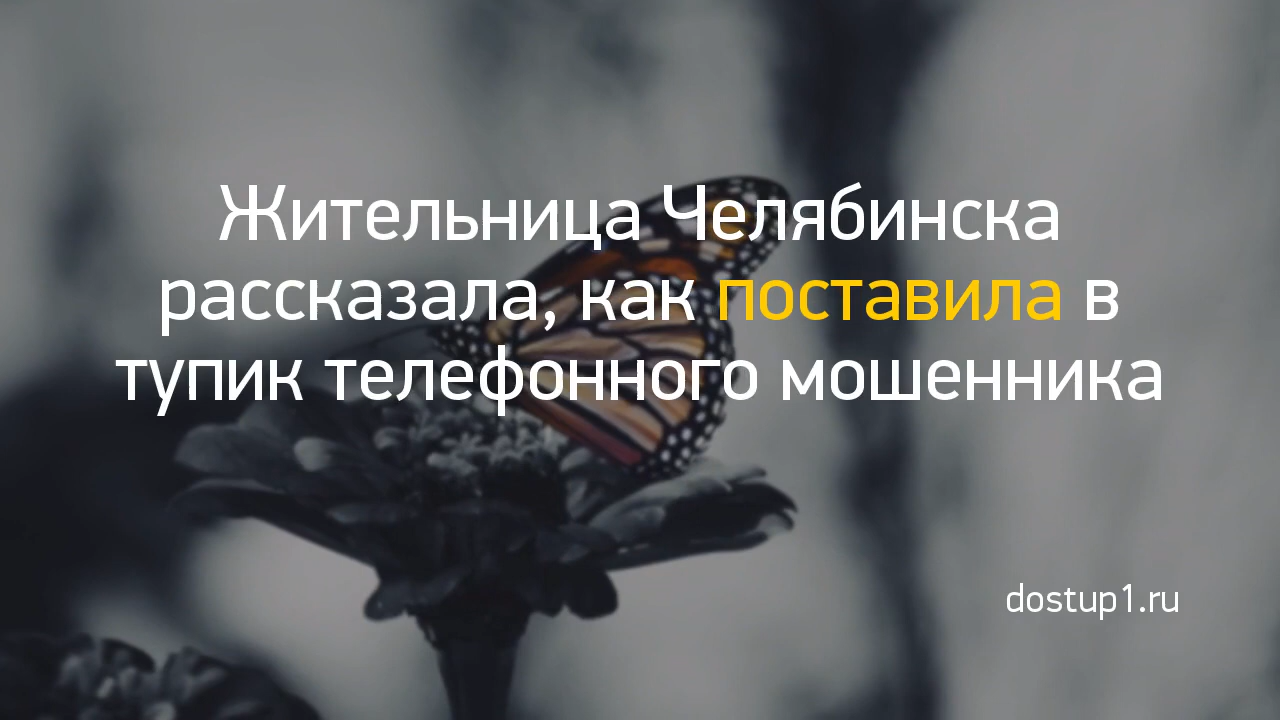 Жительница Челябинска
рассказала, как поставила в
тупик телефонного мошенника
dostup1.ru